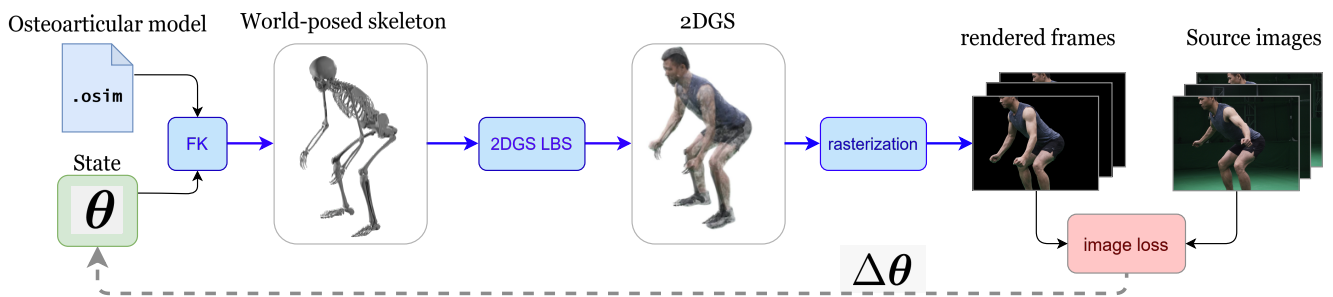 Osteoarticular model
World-posed skeleton
2DGS
rendered frames
Source images
.osim
FK
2DGS LBS
rasterization
State
θ
image loss
Δθ